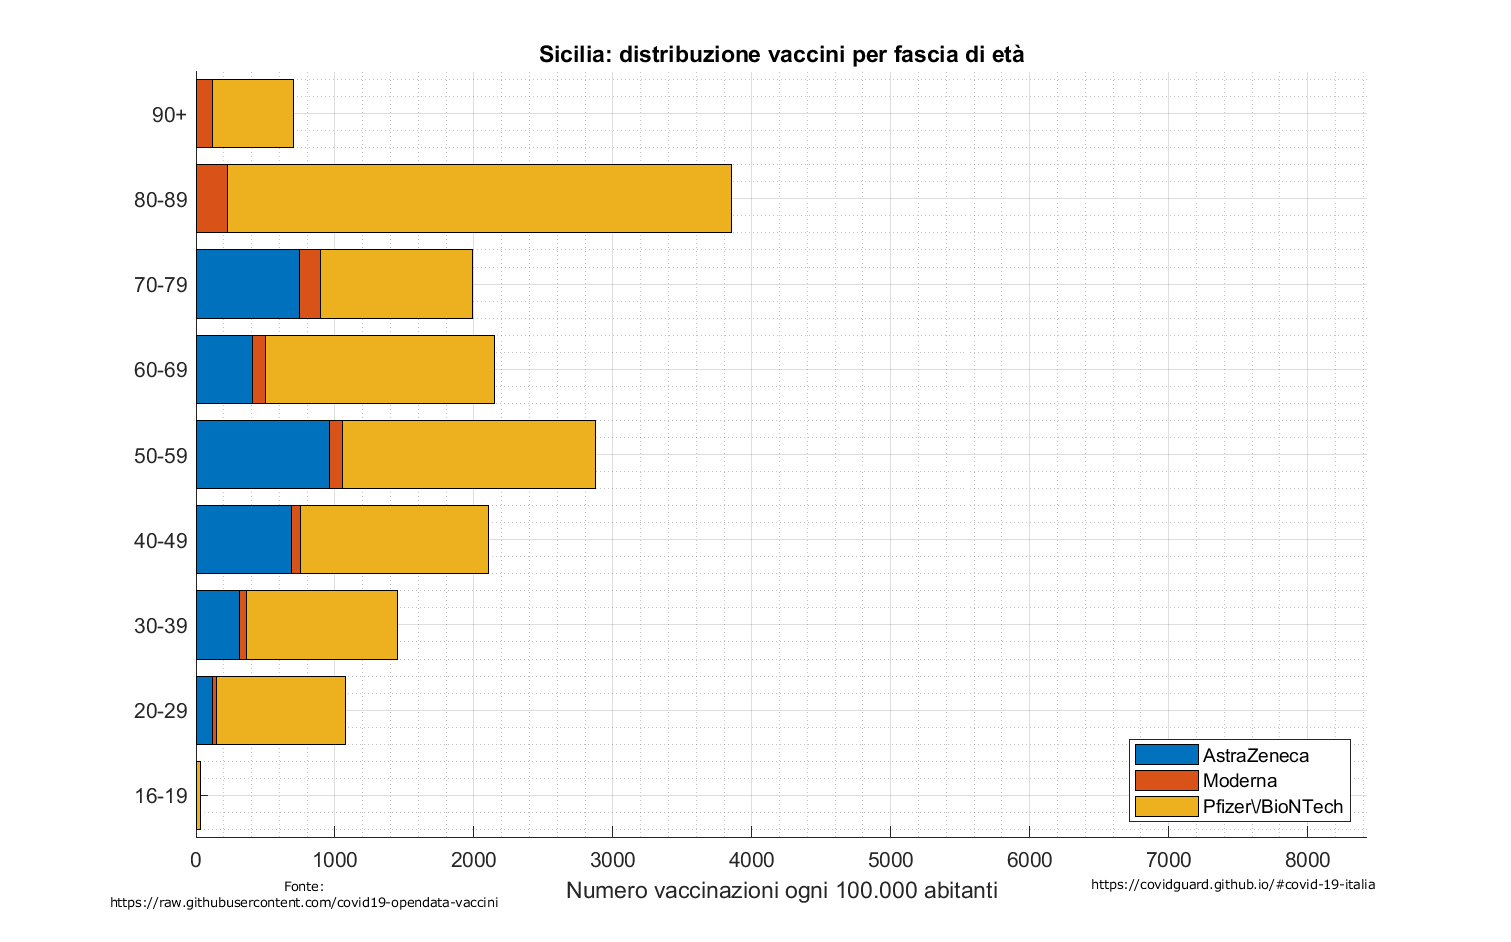 Sicilia: distribuzione vaccini per fascia di età
90+
80-89
70-79
60-69
50-59
40-49
30-39
20-29
16-19
AstraZeneca
Moderna
Pfizer\/BioNTech
0 1000 2000 3000 4000 5000 6000 7000 8000
Numero vaccinazioni ogni 100.000 abitanti
Fonte:
https://raw.githubusercontent.com/covid19-opendata-vaccini
https://covidguard.github.io/#covid-19-italia